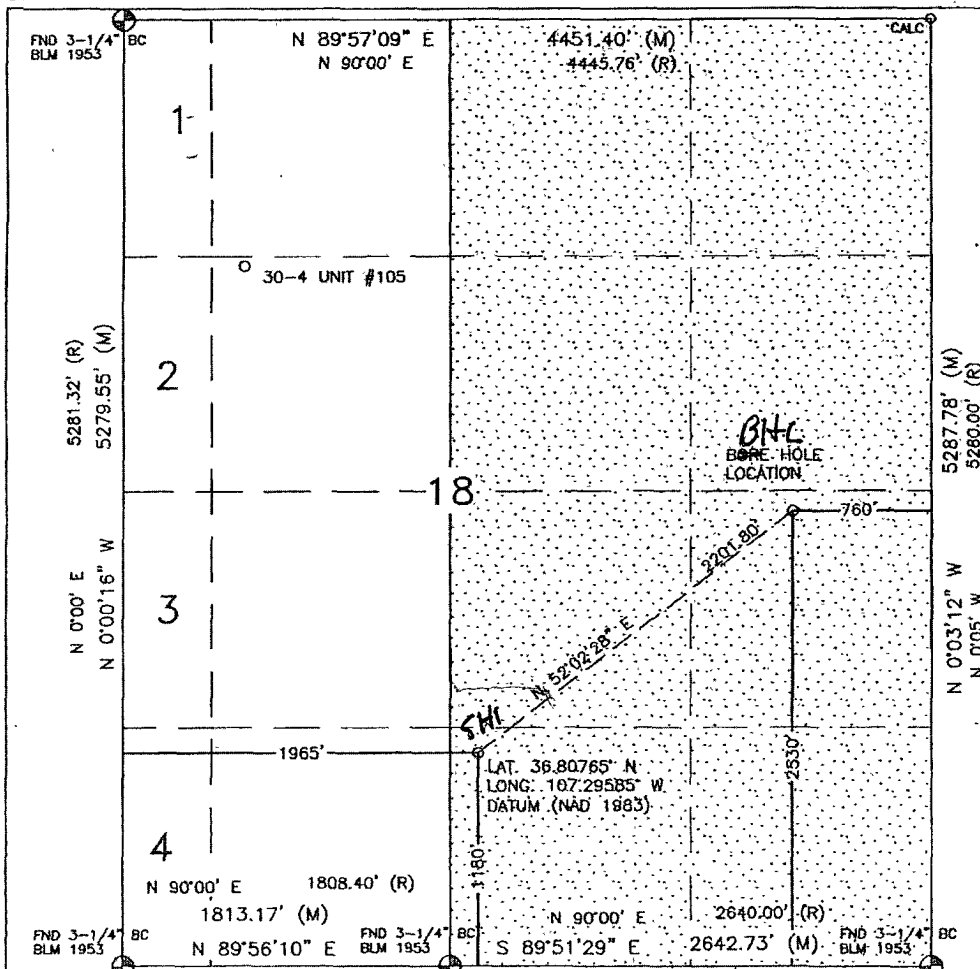 FND 3-1/4" BC
BLM 1953
N 89°57'09" E
N 90°00' E
4451.40' (M)
4445.76' (R)
CALC
1
30-4 UNIT #105
2
5281.32' (R)
5279.55' (M)
5287.78' (M)
5280.00' (R)
BHL
BORE HOLE
LOCATION
18
760'
2201.80'
N 52°02'28" E
N 0°00' E
N 0°00'16" W
3
N 0°03'12" W
N 0°05' W
SHL
1965'
LAT. 36.80765° N
LONG. 107.29585° W
DATUM (NAD 1983)
1180'
4
N 90°00' E
1808.40' (R)
1813.17' (M)
N 90°00' E
2640.00' (R)
FND 3-1/4" BC
BLM 1953
N 89°56'10" E
FND 3-1/4" BC
BLM 1953
S 89°51'29" E
2642.73' (M)
FND 3-1/4" BC
BLM 1953